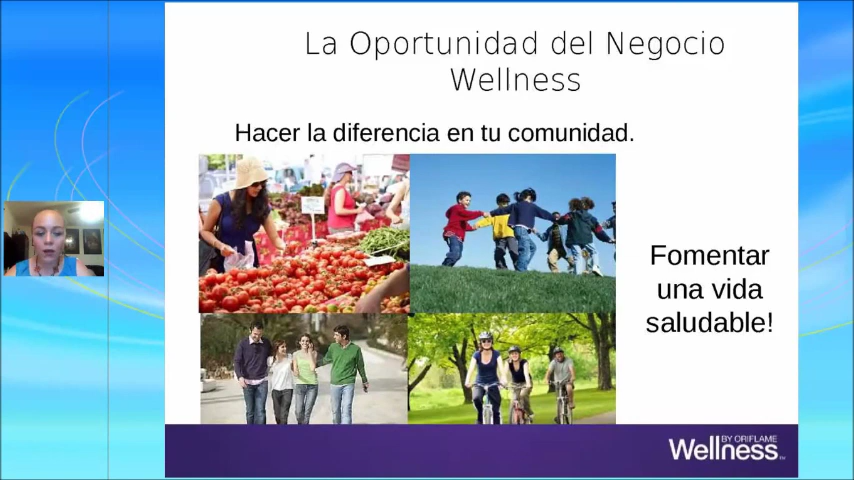 La Oportunidad del Negocio
Wellness
Hacer la diferencia en tu comunidad.
Fomentar
una vida
saludable!
BY ORIFLAME
Wellness